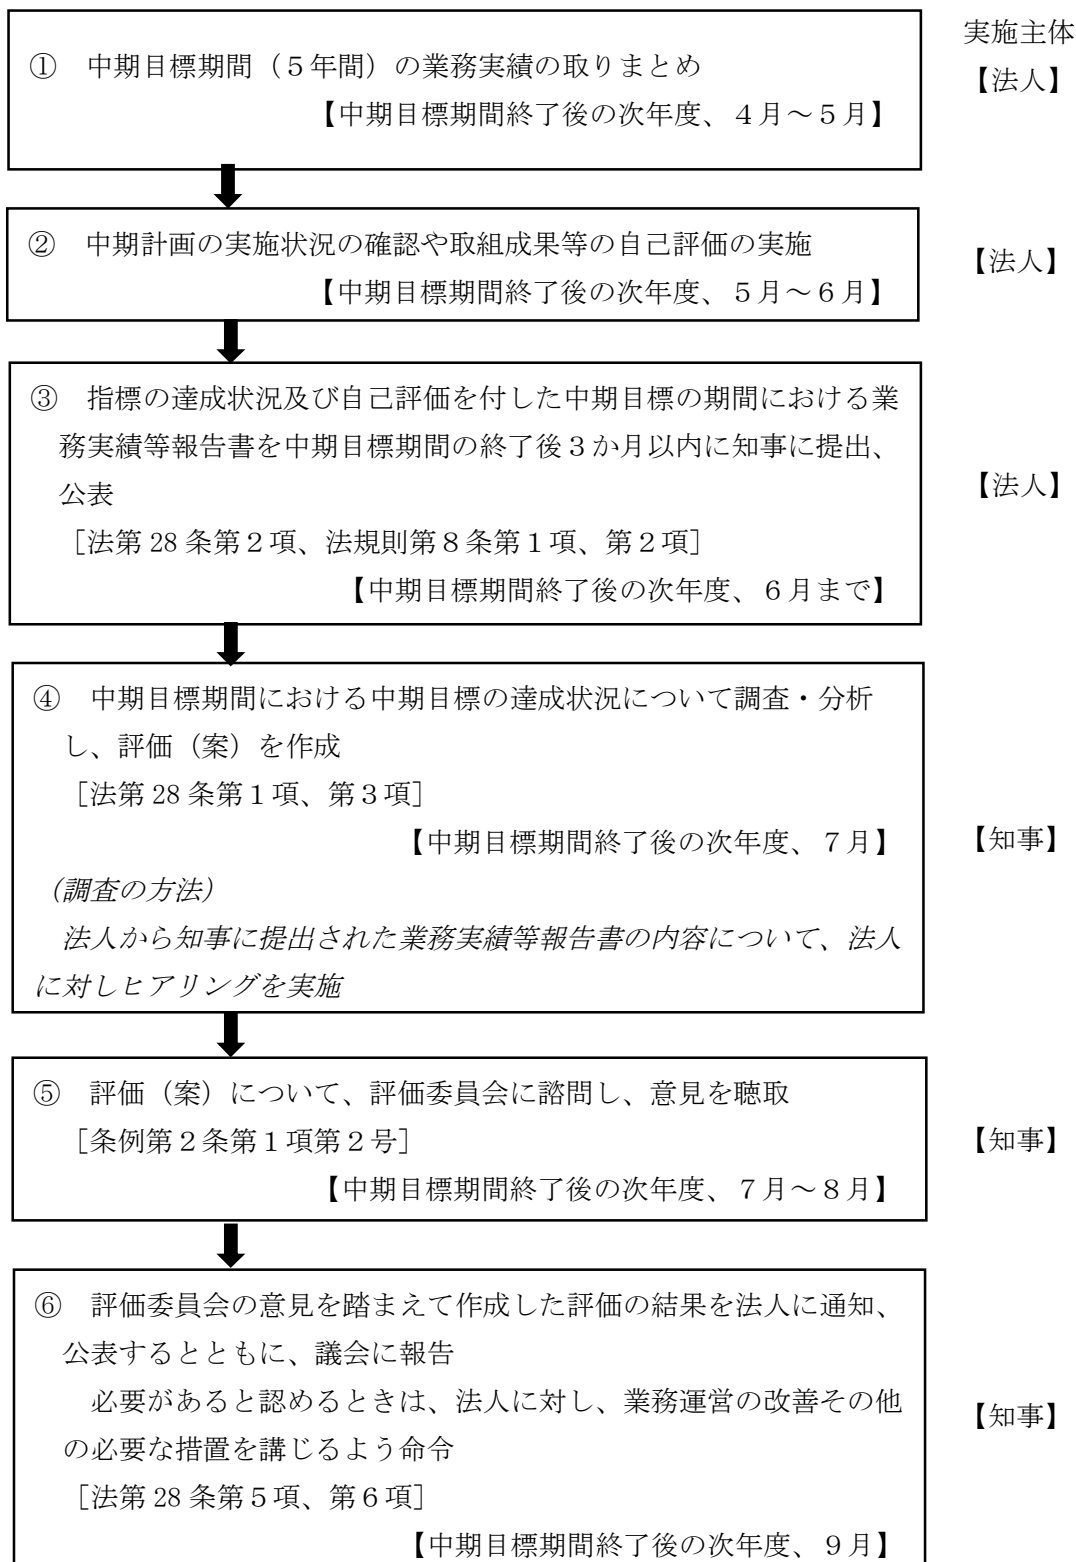 実施主体
① 中期目標期間（５年間）の業務実績の取りまとめ
【法人】
【中期目標期間終了後の次年度、４月～５月】
② 中期計画の実施状況の確認や取組成果等の自己評価の実施
【法人】
【中期目標期間終了後の次年度、５月～６月】
③ 指標の達成状況及び自己評価を付した中期目標の期間における業
務実績等報告書を中期目標期間の終了後３か月以内に知事に提出、
公表
【法人】
［法第 28 条第２項、法規則第８条第１項、第２項］
【中期目標期間終了後の次年度、６月まで】
④ 中期目標期間における中期目標の達成状況について調査・分析
し、評価（案）を作成
［法第 28 条第１項、第３項］
【中期目標期間終了後の次年度、７月】
【知事】
（調査の方法）
法人から知事に提出された業務実績等報告書の内容について、法人
に対しヒアリングを実施
⑤ 評価（案）について、評価委員会に諮問し、意見を聴取
［条例第２条第１項第２号］
【知事】
【中期目標期間終了後の次年度、７月～８月】
⑥ 評価委員会の意見を踏まえて作成した評価の結果を法人に通知、
公表するとともに、議会に報告
必要があると認めるときは、法人に対し、業務運営の改善その他
【知事】
の必要な措置を講じるよう命令
［法第 28 条第５項、第６項］
【中期目標期間終了後の次年度、９月】